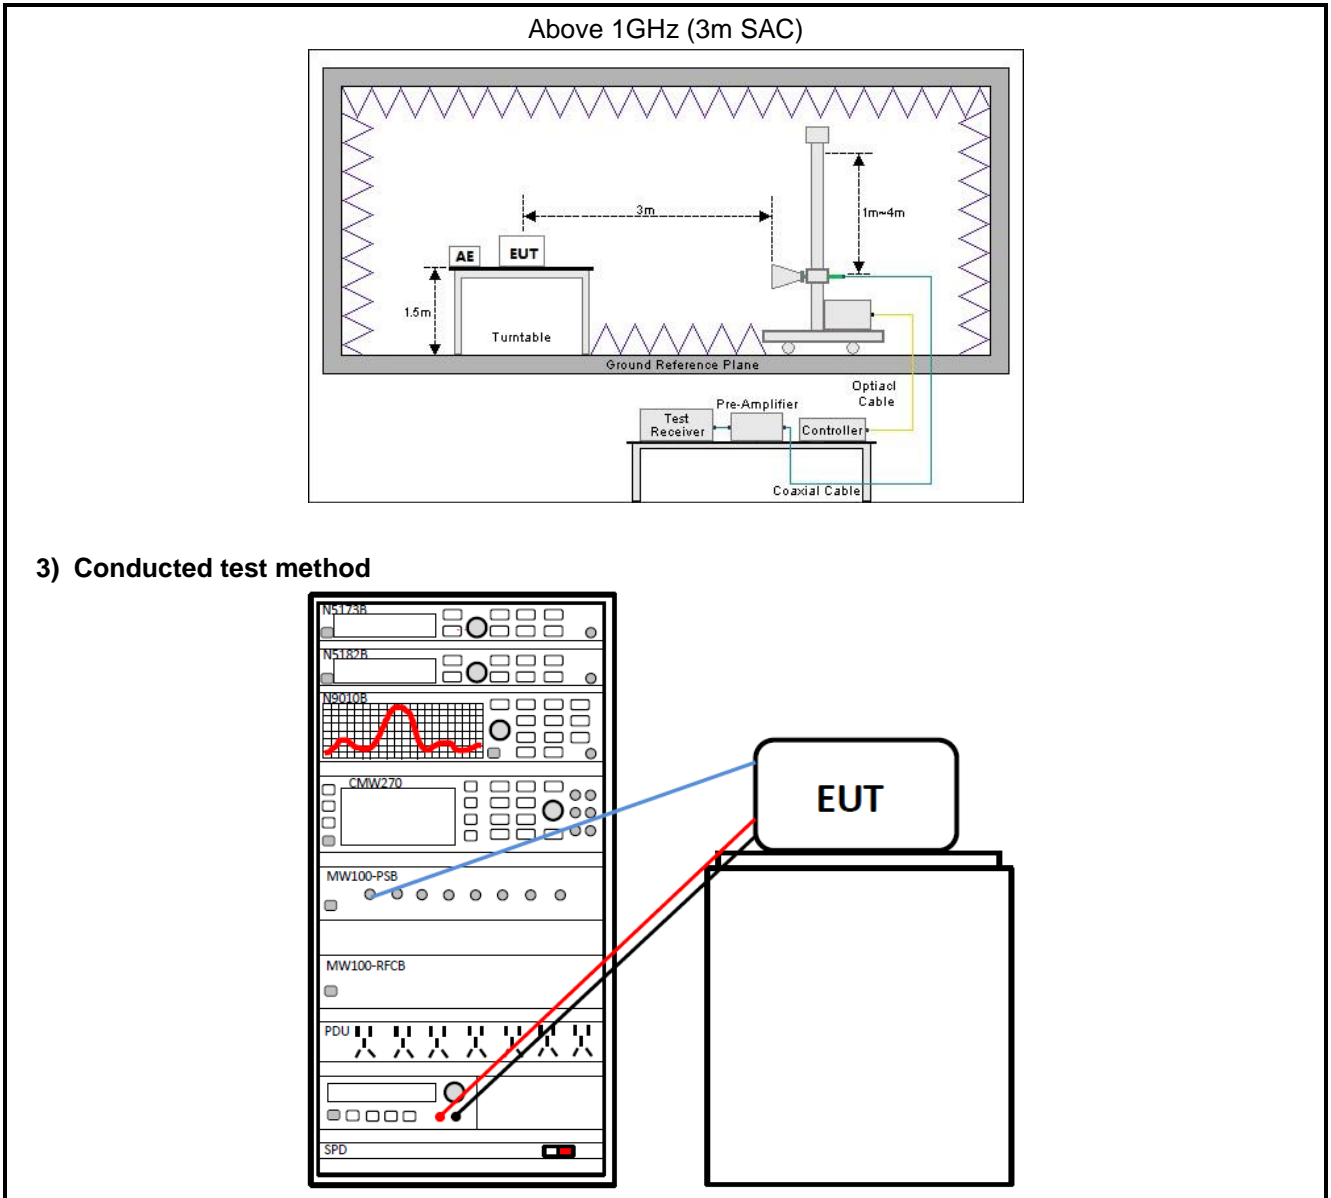 Above 1GHz (3m SAC)
3m
1m~4m
AE
EUT
1.5m
Turntable
Ground Reference Plane
Optiacl
Cable
Pre-Amplifier
Test
Receiver
Controller
Coaxial Cable
3) Conducted test method
N5173B
N5182B
N9010B
CMW270
EUT
MW100-PSB
MW100-RFCB
PDU
SPD